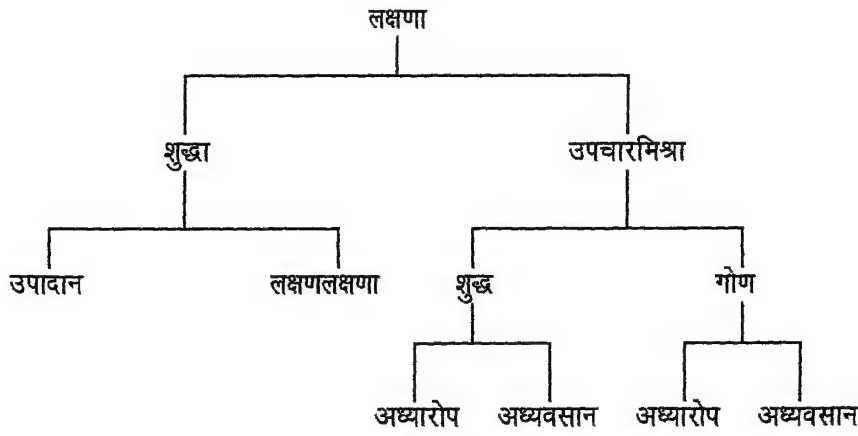 लक्षणा
शुद्धा उपचारमिश्रा
उपादान लक्षणलक्षणा शुद्ध गोण
अध्यारोप अध्यवसान अध्यारोप अध्यवसान